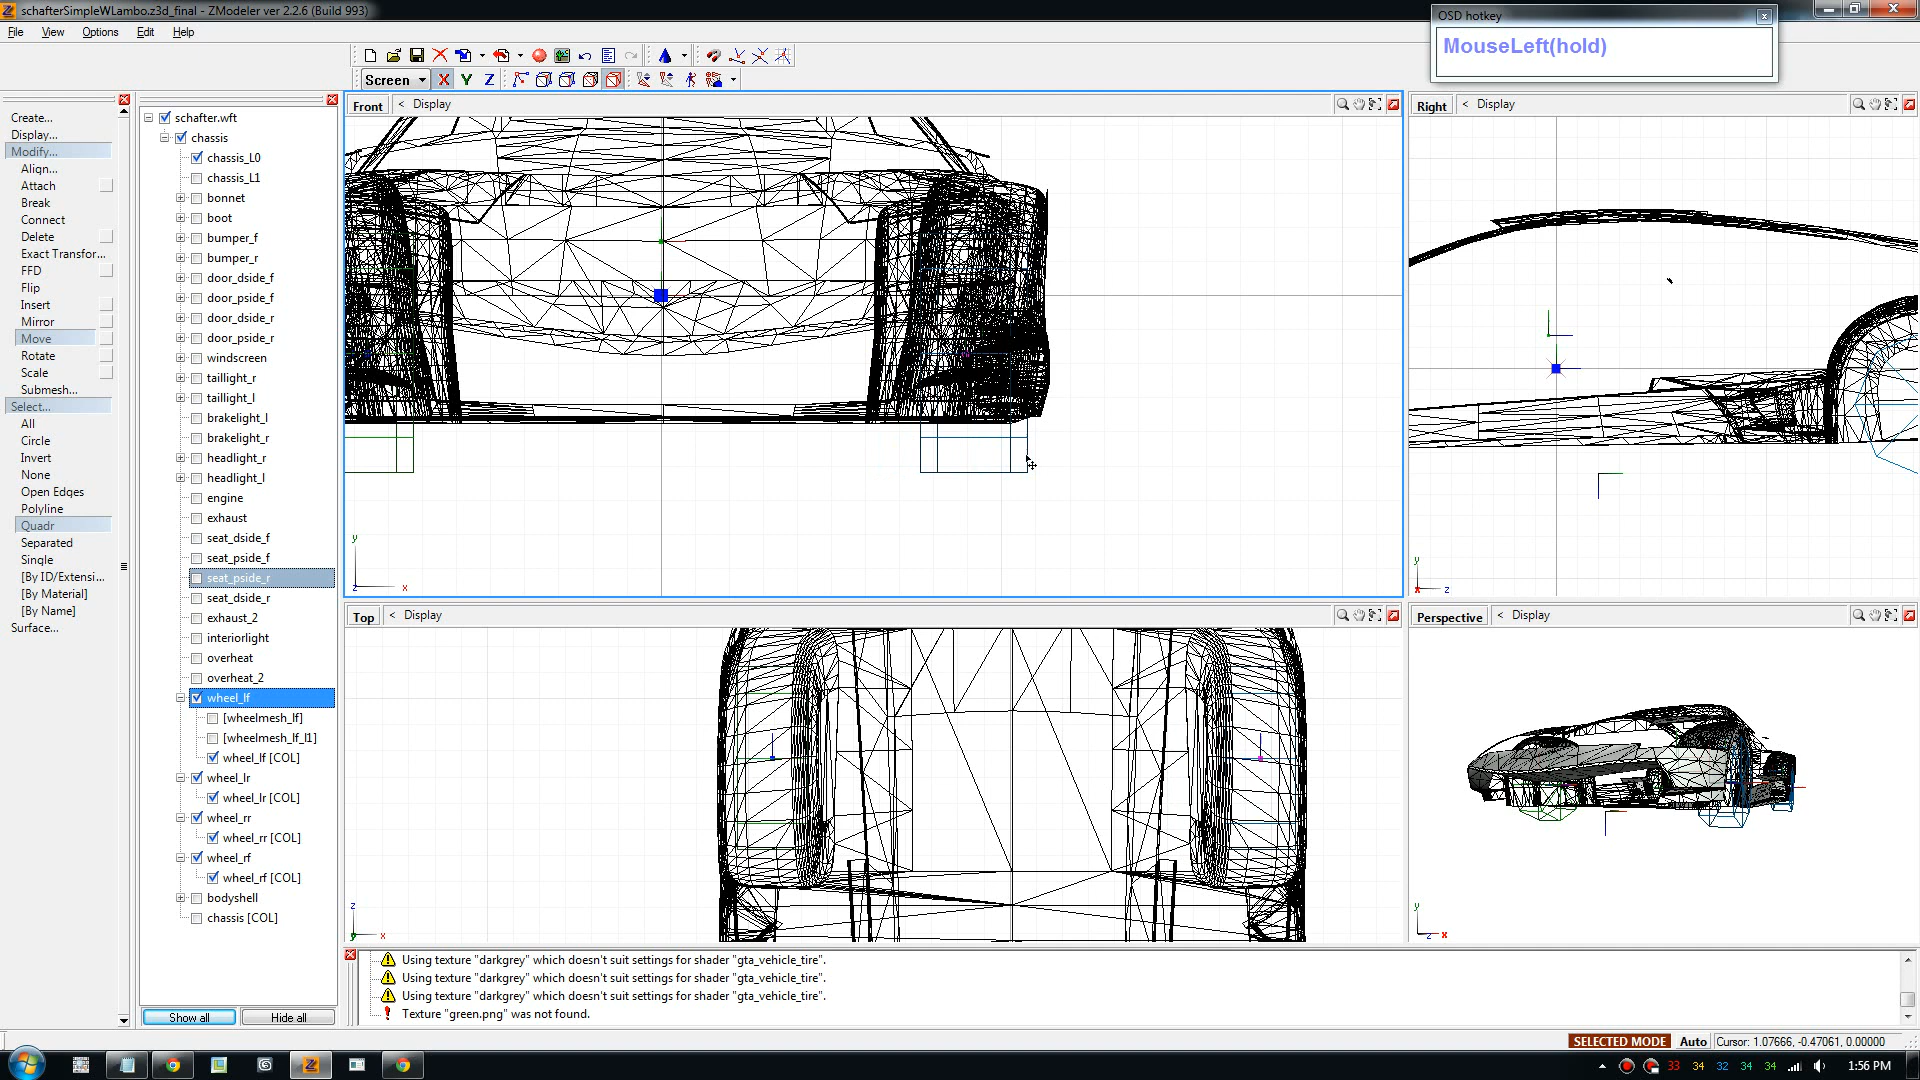 schafterSimpleWLambo.z3d_final - ZModeler ver 2.2.6 (Build 993)
File View Options Edit Help
OSD hotkey
MouseLeft(hold)
Screen X Y Z
Create...
Display...
Modify...
Align...
Attach
Break
Connect
Delete
Exact Transfor...
FFD
Flip
Insert
Mirror
Move
Rotate
Scale
Submesh...
Select...
All
Circle
Invert
None
Open Edges
Polyline
Quadr
Separated
Single
[By ID/Extensi...
[By Material]
[By Name]
Surface...
schafter.wft
chassis
chassis_L0
chassis_L1
bonnet
boot
bumper_f
bumper_r
door_dside_f
door_pside_f
door_dside_r
door_pside_r
windscreen
taillight_r
taillight_l
brakelight_l
brakelight_r
headlight_r
headlight_l
engine
exhaust
seat_dside_f
seat_pside_f
seat_pside_r
seat_dside_r
exhaust_2
interiorlight
overheat
overheat_2
wheel_lf
[wheelmesh_lf]
[wheelmesh_lf_l1]
wheel_lf [COL]
wheel_lr
wheel_lr [COL]
wheel_rr
wheel_rr [COL]
wheel_rf
wheel_rf [COL]
bodyshell
chassis [COL]
Show all Hide all
Front < Display
y
z x
Right < Display
y
x z
Top < Display
z
y x
Perspective < Display
y
z x
Using texture "darkgrey" which doesn't suit settings for shader "gta_vehicle_tire".
Using texture "darkgrey" which doesn't suit settings for shader "gta_vehicle_tire".
Using texture "darkgrey" which doesn't suit settings for shader "gta_vehicle_tire".
Texture "green.png" was not found.
SELECTED MODE Auto Cursor: 1.07666, -0.47061, 0.00000
33 34 32 34 34 1:56 PM